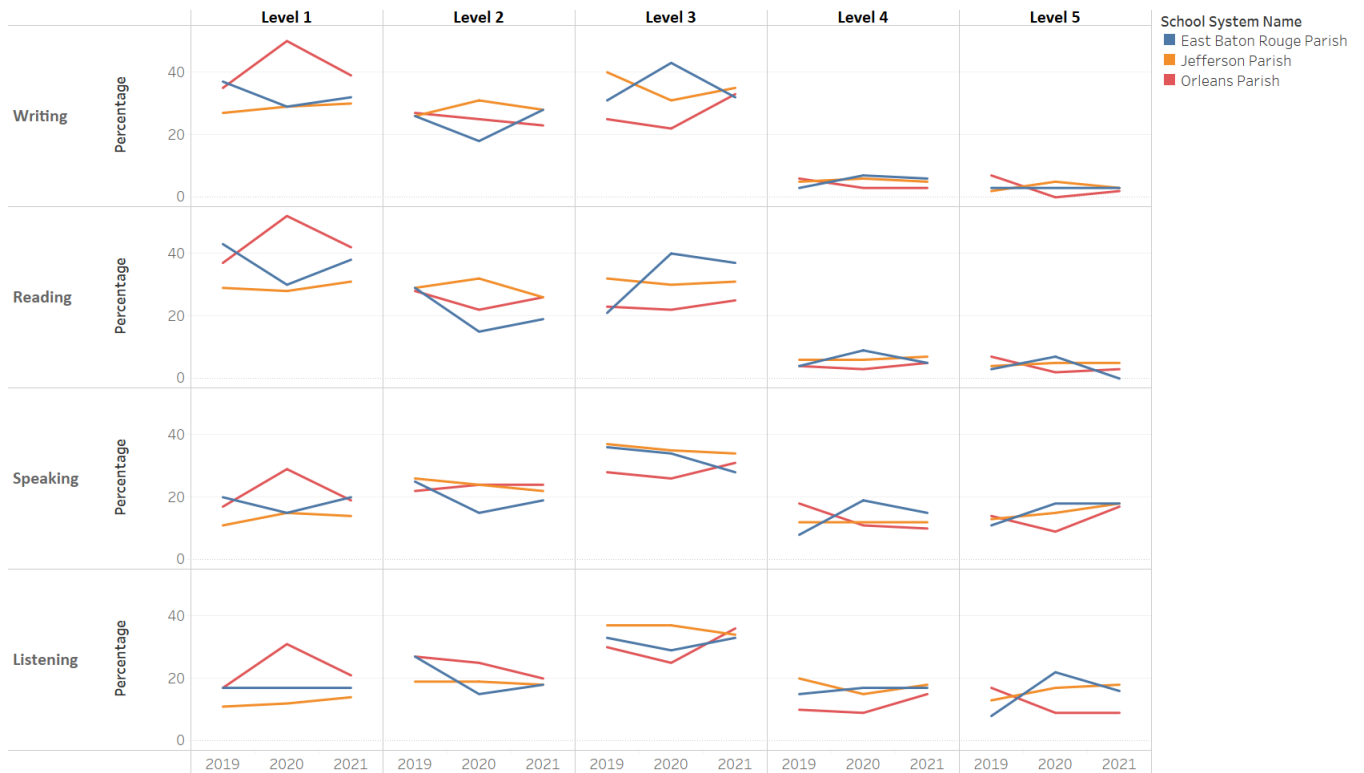 Level 1 Level 2 Level 3 Level 4 Level 5
School System Name
East Baton Rouge Parish
Jefferson Parish
Orleans Parish
Writing
Percentage
40
20
0
Reading
Percentage
40
20
0
Speaking
Percentage
40
20
0
Listening
Percentage
40
20
0
2019 2020 2021 2019 2020 2021 2019 2020 2021 2019 2020 2021 2019 2020 2021